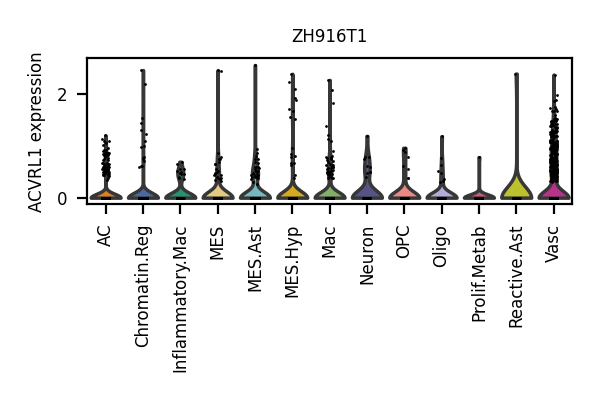 ZH916T1
ACVRL1 expression
2
0
AC
Chromatin.Reg
Inflammatory.Mac
MES
MES.Ast
MES.Hyp
Mac
Neuron
OPC
Oligo
Prolif.Metab
Reactive.Ast
Vasc